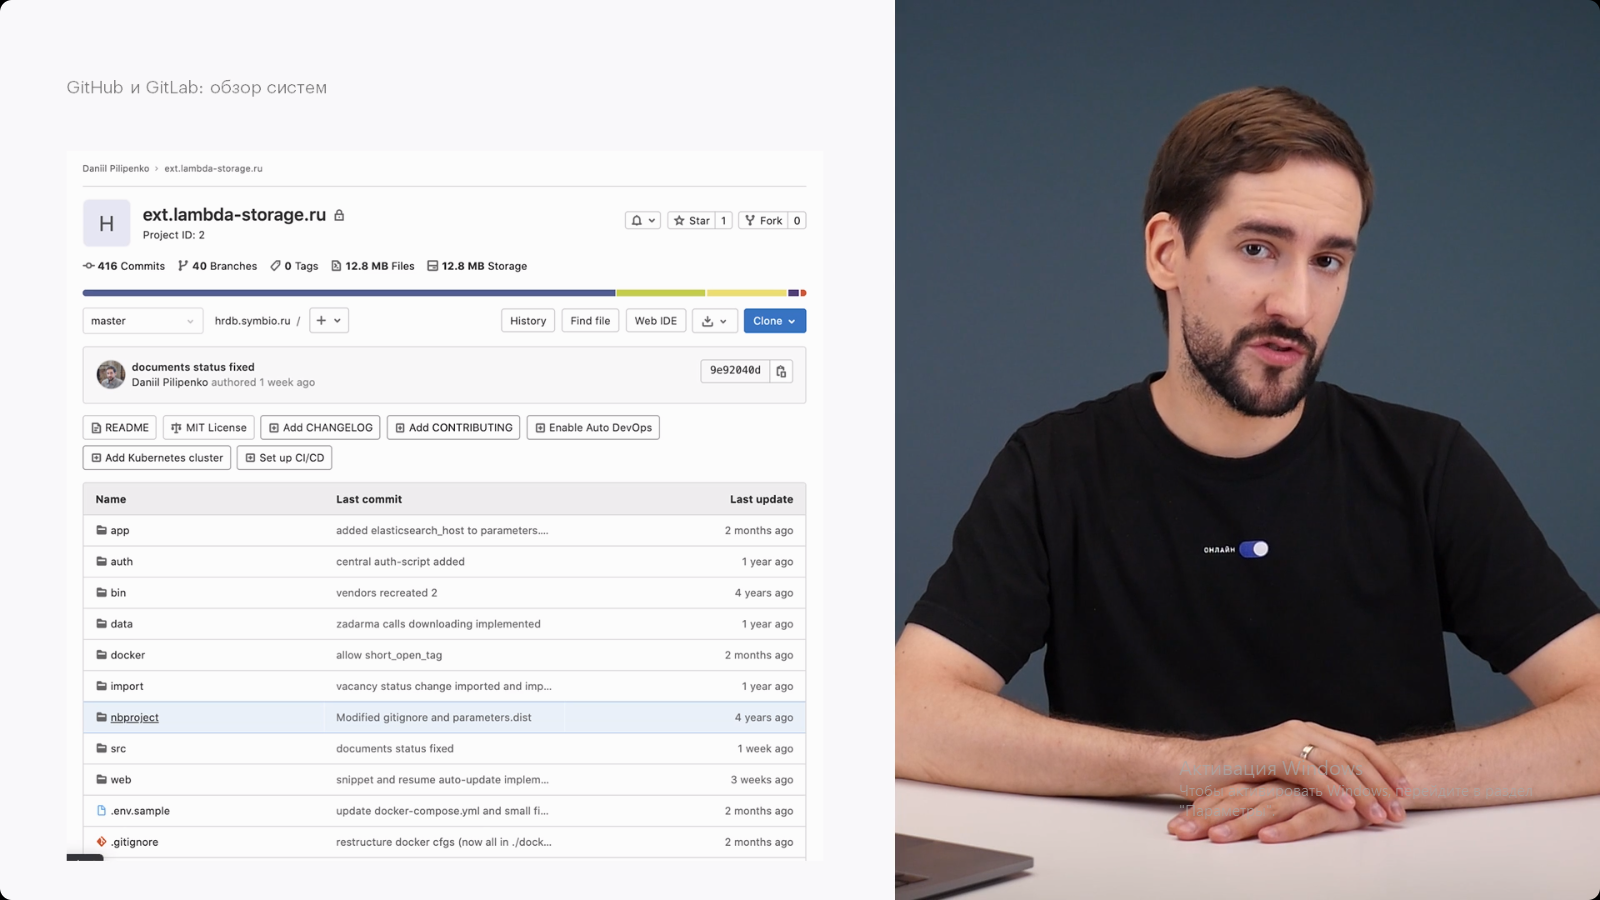 GitHub и GitLab: обзор систем
Daniil Pilipenko › ext.lambda-storage.ru
H
ext.lambda-storage.ru
Project ID: 2
Star 1
Fork 0
416 Commits 40 Branches 0 Tags 12.8 MB Files 12.8 MB Storage
master
hrdb.symbio.ru / +
History
Find file
Web IDE
Clone
documents status fixed
Daniil Pilipenko authored 1 week ago
9e92040d
README
MIT License
Add CHANGELOG
Add CONTRIBUTING
Enable Auto DevOps
Add Kubernetes cluster
Set up CI/CD
Name Last commit Last update
app added elasticsearch_host to parameters.... 2 months ago
auth central auth-script added 1 year ago
bin vendors recreated 2 4 years ago
data zadarma calls downloading implemented 1 year ago
docker allow short_open_tag 2 months ago
import vacancy status change imported and imp... 1 year ago
nbproject Modified gitignore and parameters.dist 4 years ago
src documents status fixed 1 week ago
web snippet and resume auto-update implem... 3 weeks ago
.env.sample update docker-compose.yml and small fi... 2 months ago
.gitignore restructure docker cfgs (now all in ./dock... 2 months ago
ОНЛАЙН
Активация Windows
Чтобы активировать Windows, перейдите в раздел
"Параметры".